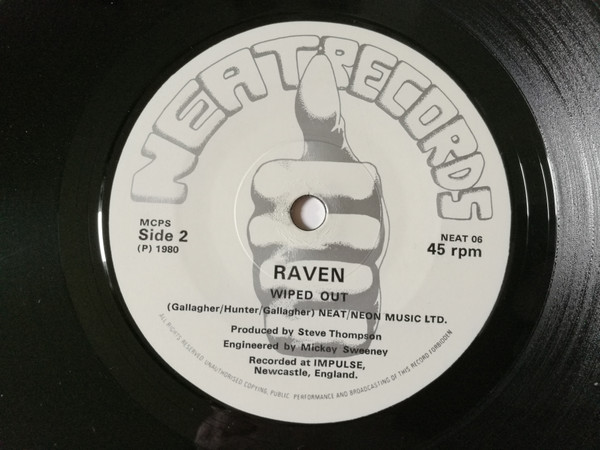 NEAT RECORDS
MCPS
Side 2
(P) 1980
NEAT 06
45 rpm
RAVEN
WIPED OUT
(Gallagher/Hunter/Gallagher) NEAT/NEON MUSIC LTD.
Produced by Steve Thompson
Engineered by Mickey Sweeney
Recorded at IMPULSE,
Newcastle, England.
ALL RIGHTS RESERVED UNAUTHORISED COPYING, PUBLIC PERFORMANCE AND BROADCASTING OF THIS RECORD FORBIDDEN